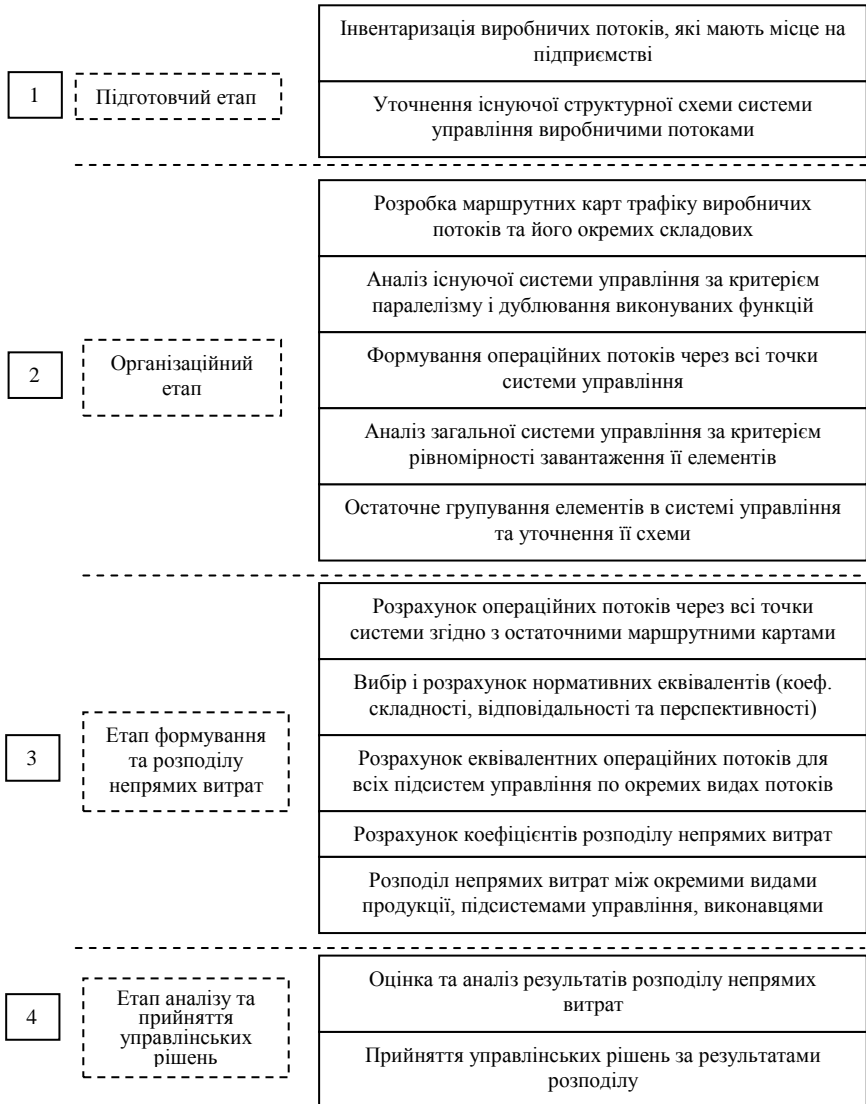 Інвентаризація виробничих потоків, які мають місце на
підприємстві
1
Підготовчий етап
Уточнення існуючої структурної схеми системи
управління виробничими потоками
Розробка маршрутних карт трафіку виробничих
потоків та його окремих складових
Аналіз існуючої системи управління за критерієм
паралелізму і дублювання виконуваних функцій
2
Організаційний
етап
Формування операційних потоків через всі точки
системи управління
Аналіз загальної системи управління за критерієм
рівномірності завантаження її елементів
Остаточне групування елементів в системі управління
та уточнення її схеми
Розрахунок операційних потоків через всі точки
системи згідно з остаточними маршрутними картами
Вибір і розрахунок нормативних еквівалентів (коеф.
складності, відповідальності та перспективності)
3
Етап формування
та розподілу
непрямих витрат
Розрахунок еквівалентних операційних потоків для
всіх підсистем управління по окремих видах потоків
Розрахунок коефіцієнтів розподілу непрямих витрат
Розподіл непрямих витрат між окремими видами
продукції, підсистемами управління, виконавцями
4
Етап аналізу та
прийняття
управлінських
рішень
Оцінка та аналіз результатів розподілу непрямих
витрат
Прийняття управлінських рішень за результатами
розподілу